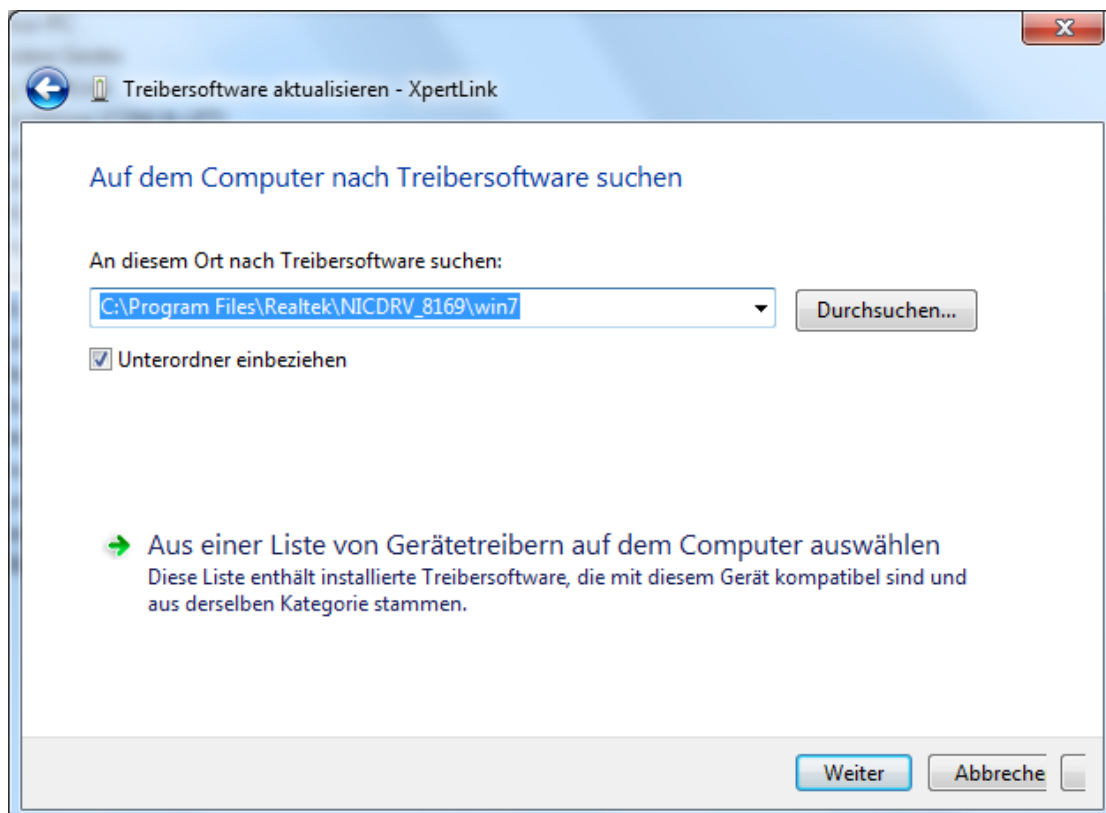 Treibersoftware aktualisieren - XpertLink
Auf dem Computer nach Treibersoftware suchen
An diesem Ort nach Treibersoftware suchen:
C:\Program Files\Realtek\NICDRV_8169\win7
Durchsuchen...
Unterordner einbeziehen
Aus einer Liste von Gerätetreibern auf dem Computer auswählen
Diese Liste enthält installierte Treibersoftware, die mit diesem Gerät kompatibel sind und
aus derselben Kategorie stammen.
Weiter
Abbreche